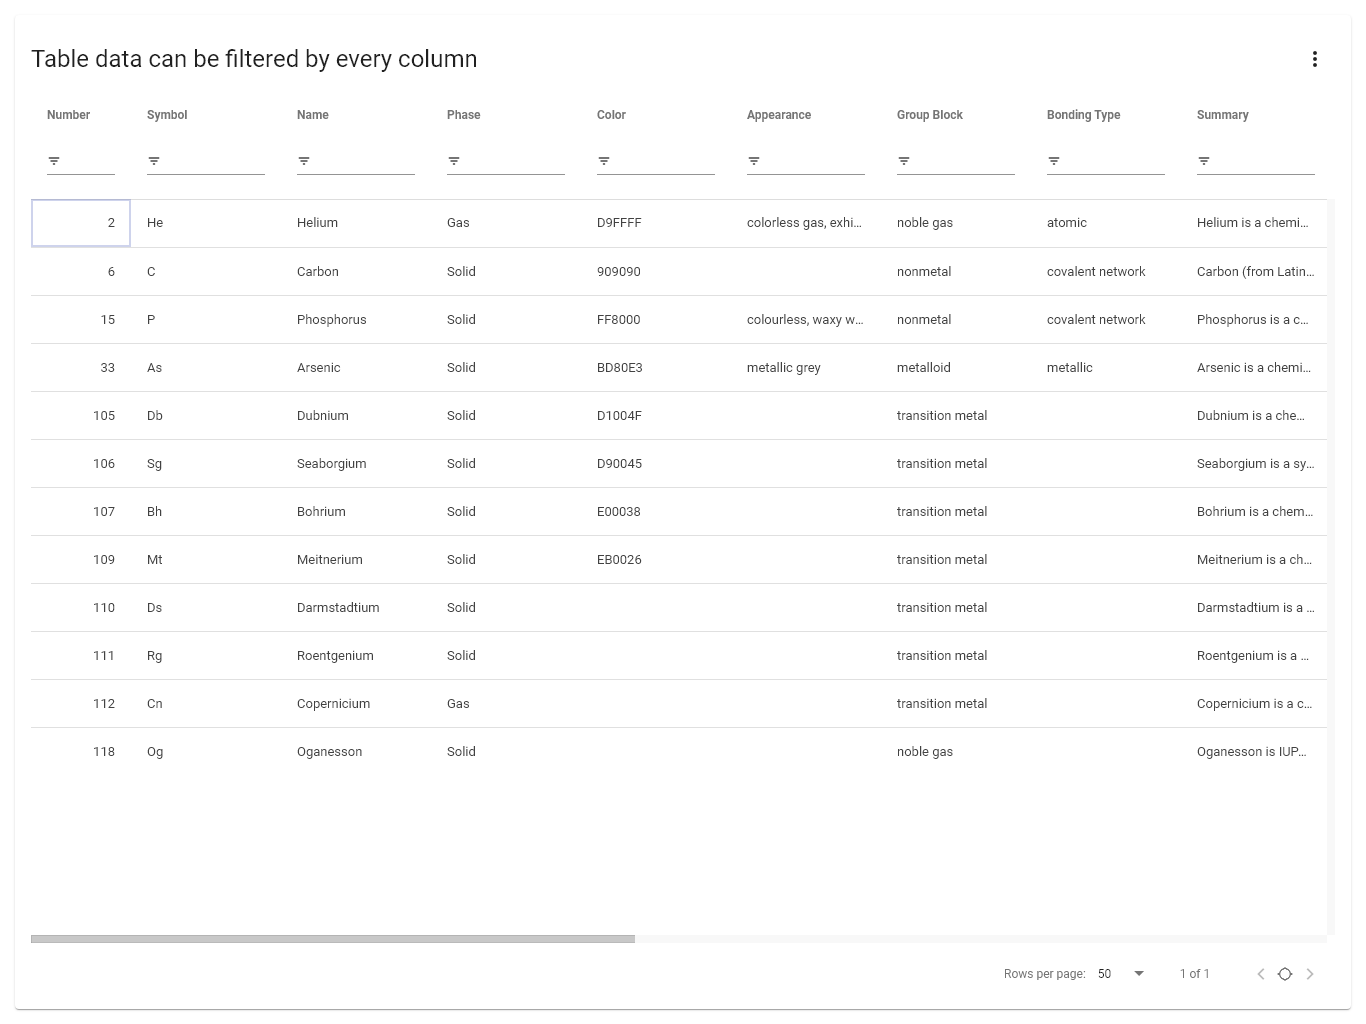 Table data can be filtered by every column
Number Symbol Name Phase Color Appearance Group Block Bonding Type Summary
2 He Helium Gas D9FFFF colorless gas, exhi... noble gas atomic Helium is a chemi...
6 C Carbon Solid 909090 nonmetal covalent network Carbon (from Latin...
15 P Phosphorus Solid FF8000 colourless, waxy w... nonmetal covalent network Phosphorus is a c...
33 As Arsenic Solid BD80E3 metallic grey metalloid metallic Arsenic is a chemi...
105 Db Dubnium Solid D1004F transition metal Dubnium is a che...
106 Sg Seaborgium Solid D90045 transition metal Seaborgium is a sy...
107 Bh Bohrium Solid E00038 transition metal Bohrium is a chem...
109 Mt Meitnerium Solid EB0026 transition metal Meitnerium is a ch...
110 Ds Darmstadtium Solid transition metal Darmstadtium is a ...
111 Rg Roentgenium Solid transition metal Roentgenium is a ...
112 Cn Copernicium Gas transition metal Copernicium is a c...
118 Og Oganesson Solid noble gas Oganesson is IUP...
Rows per page: 50 1 of 1